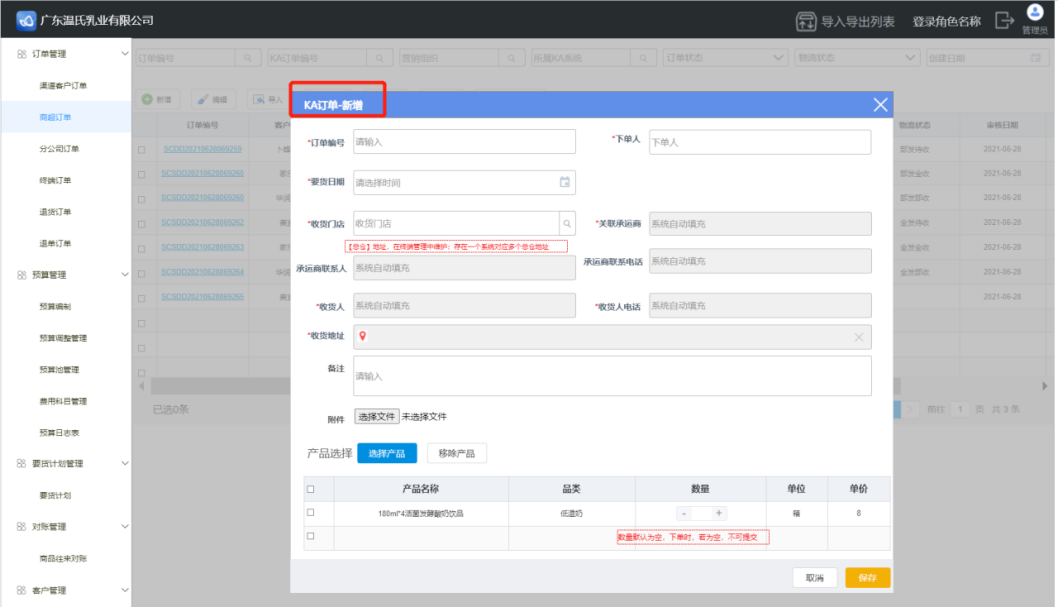 广东温氏乳业有限公司
导入导出列表 登录角色名称 管理员
订单管理
渠道客户订单
商超订单
分公司订单
终端订单
退货订单
退单订单
预算管理
预算编制
预算调整管理
预算池管理
费用科目管理
预算日志表
要货计划管理
要货计划
对账管理
商品往来对账
客户管理
订单编号 KA订单编号 营销组织 所属KA系统 订单状态 物流状态 创建日期
新增 编辑 导入
订单编号 客户 物流状态 审核日期
SCDD20210628069269 部发待收 2021-06-28
SCSDD20210628069268 部发全收 2021-06-28
SCSDD20210628069268 部发部收 2021-06-28
SCSDD20210628069262 全发待收 2021-06-28
SCSDD20210628069263 全发全收 2021-06-28
SCSDD20210628069264 全发部收 2021-06-28
SCSDD20210628069265 2021-06-28
已选0条
前往 1 页 共 3 条
KA订单-新增
*订单编号 请输入 *下单人 下单人
*要货日期 请选择时间
*收货门店 收货门店 *关联承运商 系统自动填充
【总仓】地址，在终端管理中维护；存在一个系统对应多个总仓地址
承运商联系人 系统自动填充 承运商联系电话 系统自动填充
*收货人 系统自动填充 *收货人电话 系统自动填充
*收货地址
备注 请输入
附件 选择文件 未选择文件
产品选择 选择产品 移除产品
产品名称 品类 数量 单位 单价
180ml*4活菌发酵酸奶饮品 低温奶 - + 箱 8
数量默认为空，下单时，若为空，不可提交
取消 保存